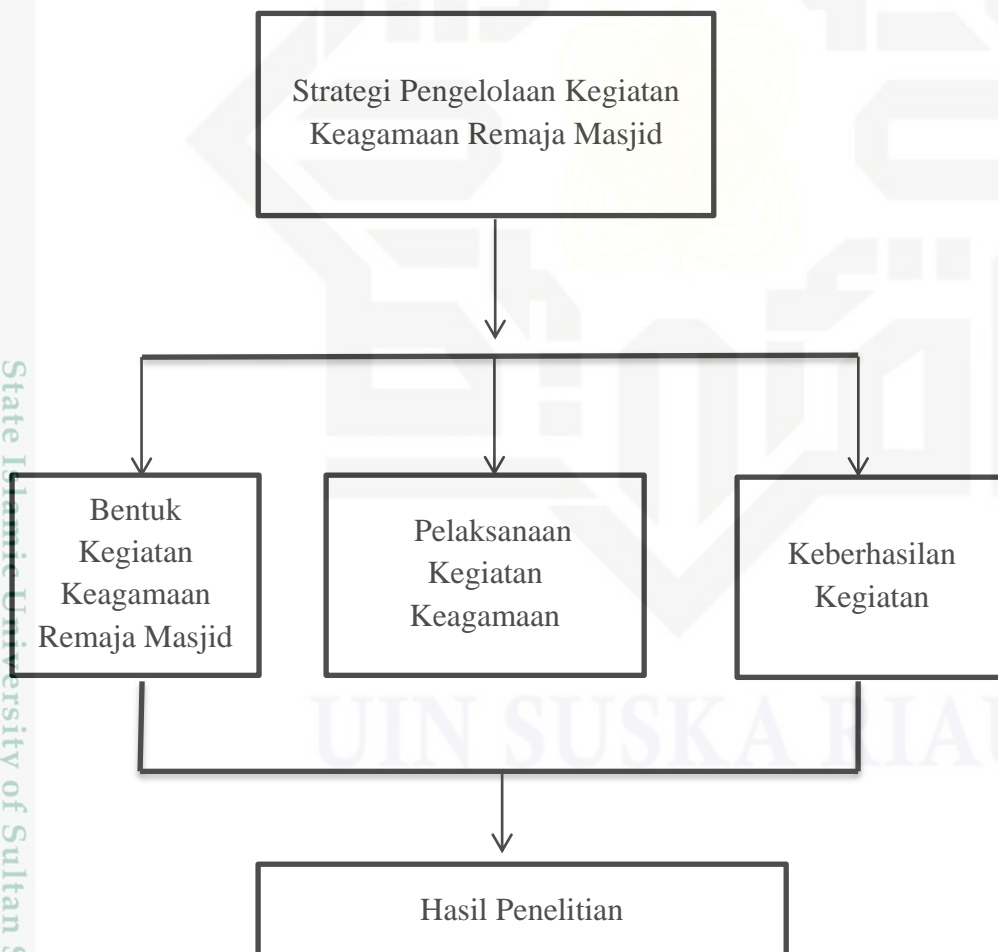 Strategi Pengelolaan Kegiatan
Keagamaan Remaja Masjid
Bentuk
Kegiatan
Keagamaan
Remaja Masjid
Pelaksanaan
Kegiatan
Keagamaan
Keberhasilan
Kegiatan
Hasil Penelitian
UIN SUSKA RIAU
State Islamic University of Sultan